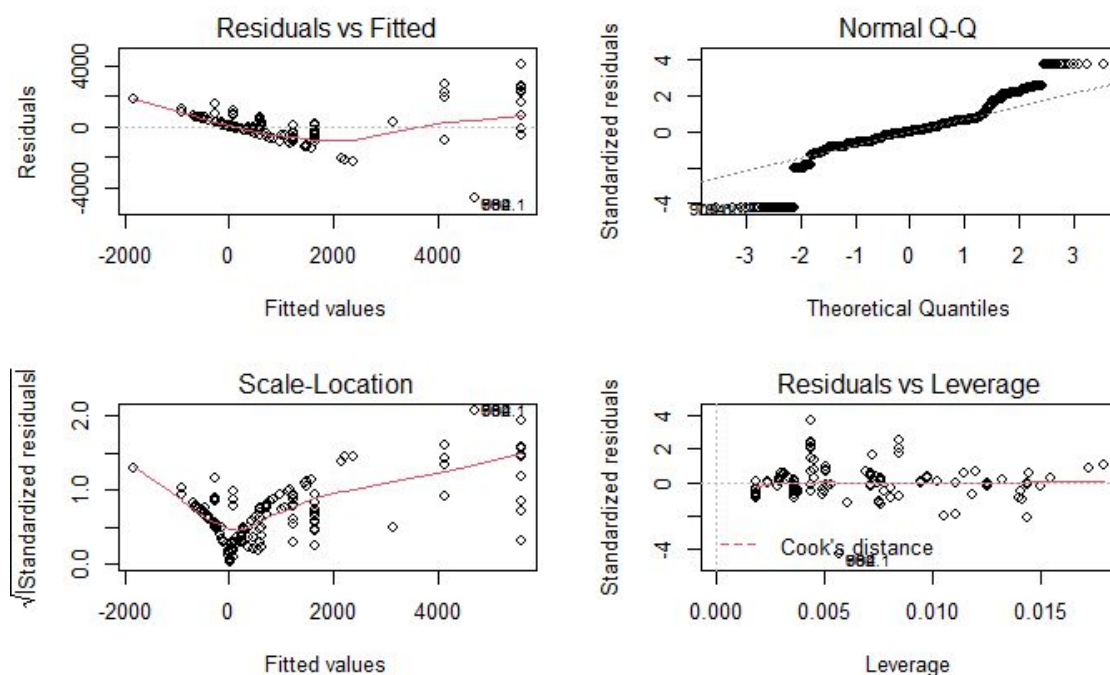 Residuals vs Fitted
Residuals
4000
0
-4000
-2000
0
2000
4000
Fitted values
Normal Q-Q
Standardized residuals
4
2
0
-4
-3
-2
-1
0
1
2
3
Theoretical Quantiles
Scale-Location
√|Standardized residuals|
2.0
1.0
0.0
-2000
0
2000
4000
Fitted values
Residuals vs Leverage
Standardized residuals
4
2
0
-4
Cook's distance
0.000
0.005
0.010
0.015
Leverage